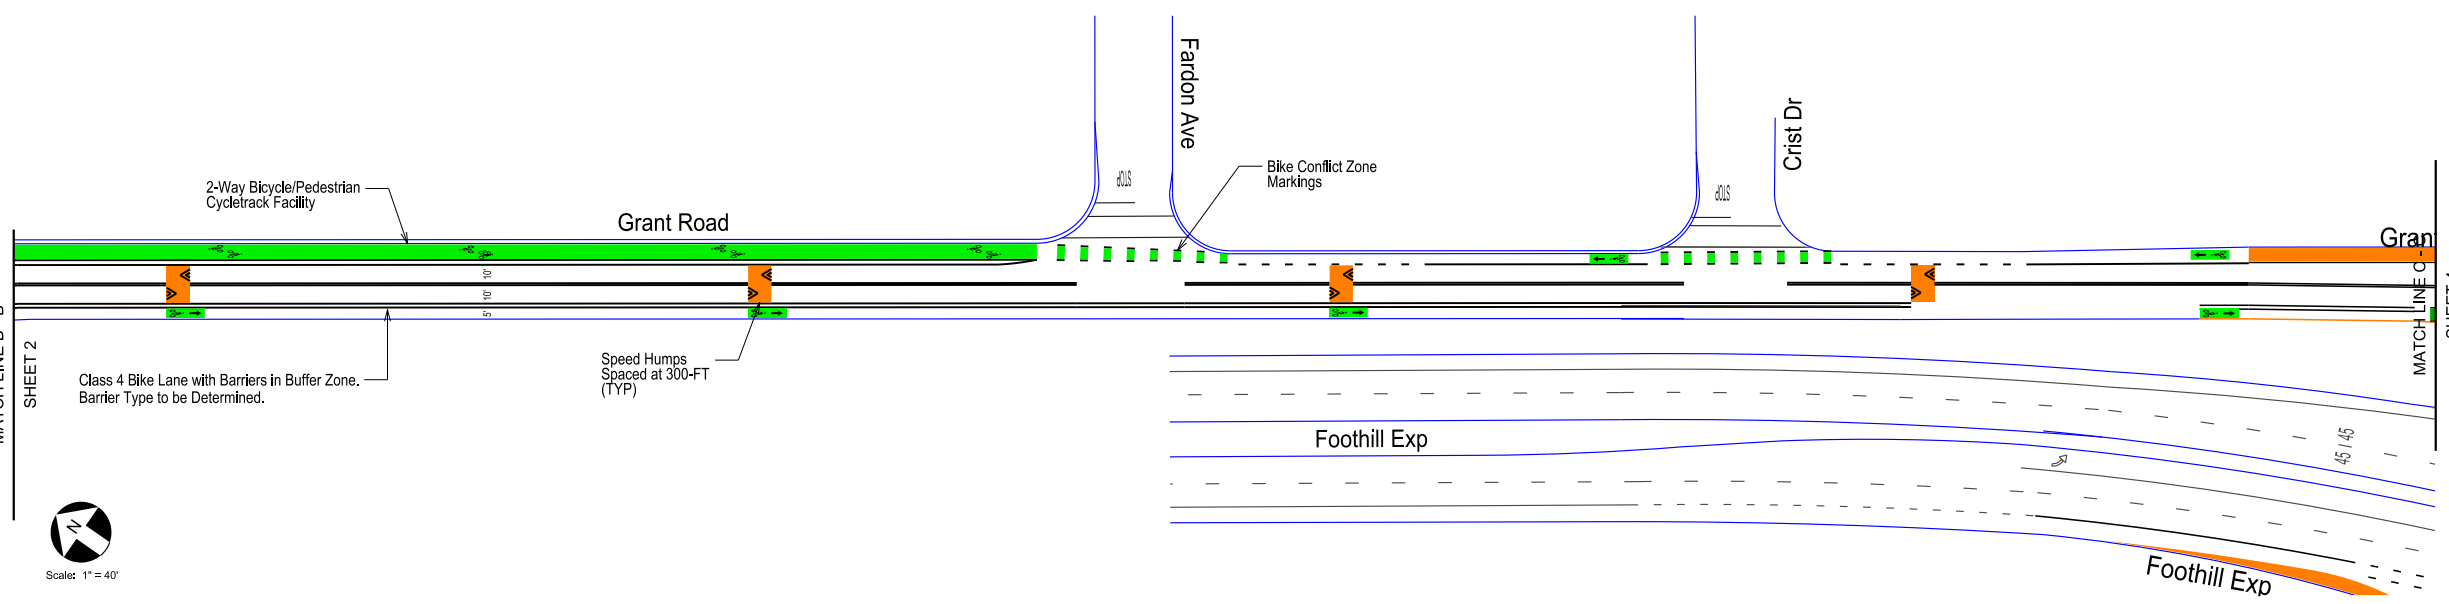 Fardon Ave
Crist Dr
STOP
STOP
Bike Conflict Zone
Markings
2-Way Bicycle/Pedestrian
Cycletrack Facility
Grant Road
10'
10'
5'
Speed Humps
Spaced at 300-FT
(TYP)
Class 4 Bike Lane with Barriers in Buffer Zone.
Barrier Type to be Determined.
SHEET 2
Foothill Exp
45 | 45
Foothill Exp
MATCH LINE C -
Grant
N
Scale: 1" = 40'